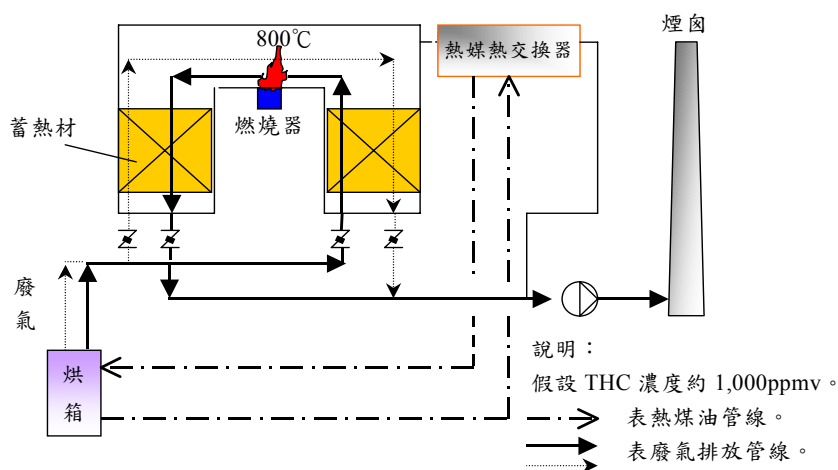 煙囪
800℃
熱媒熱交換器
蓄熱材
燃燒器
廢
氣
烘
箱
說明：
假設 THC 濃度約 1,000ppmv。
表熱煤油管線。
表廢氣排放管線。